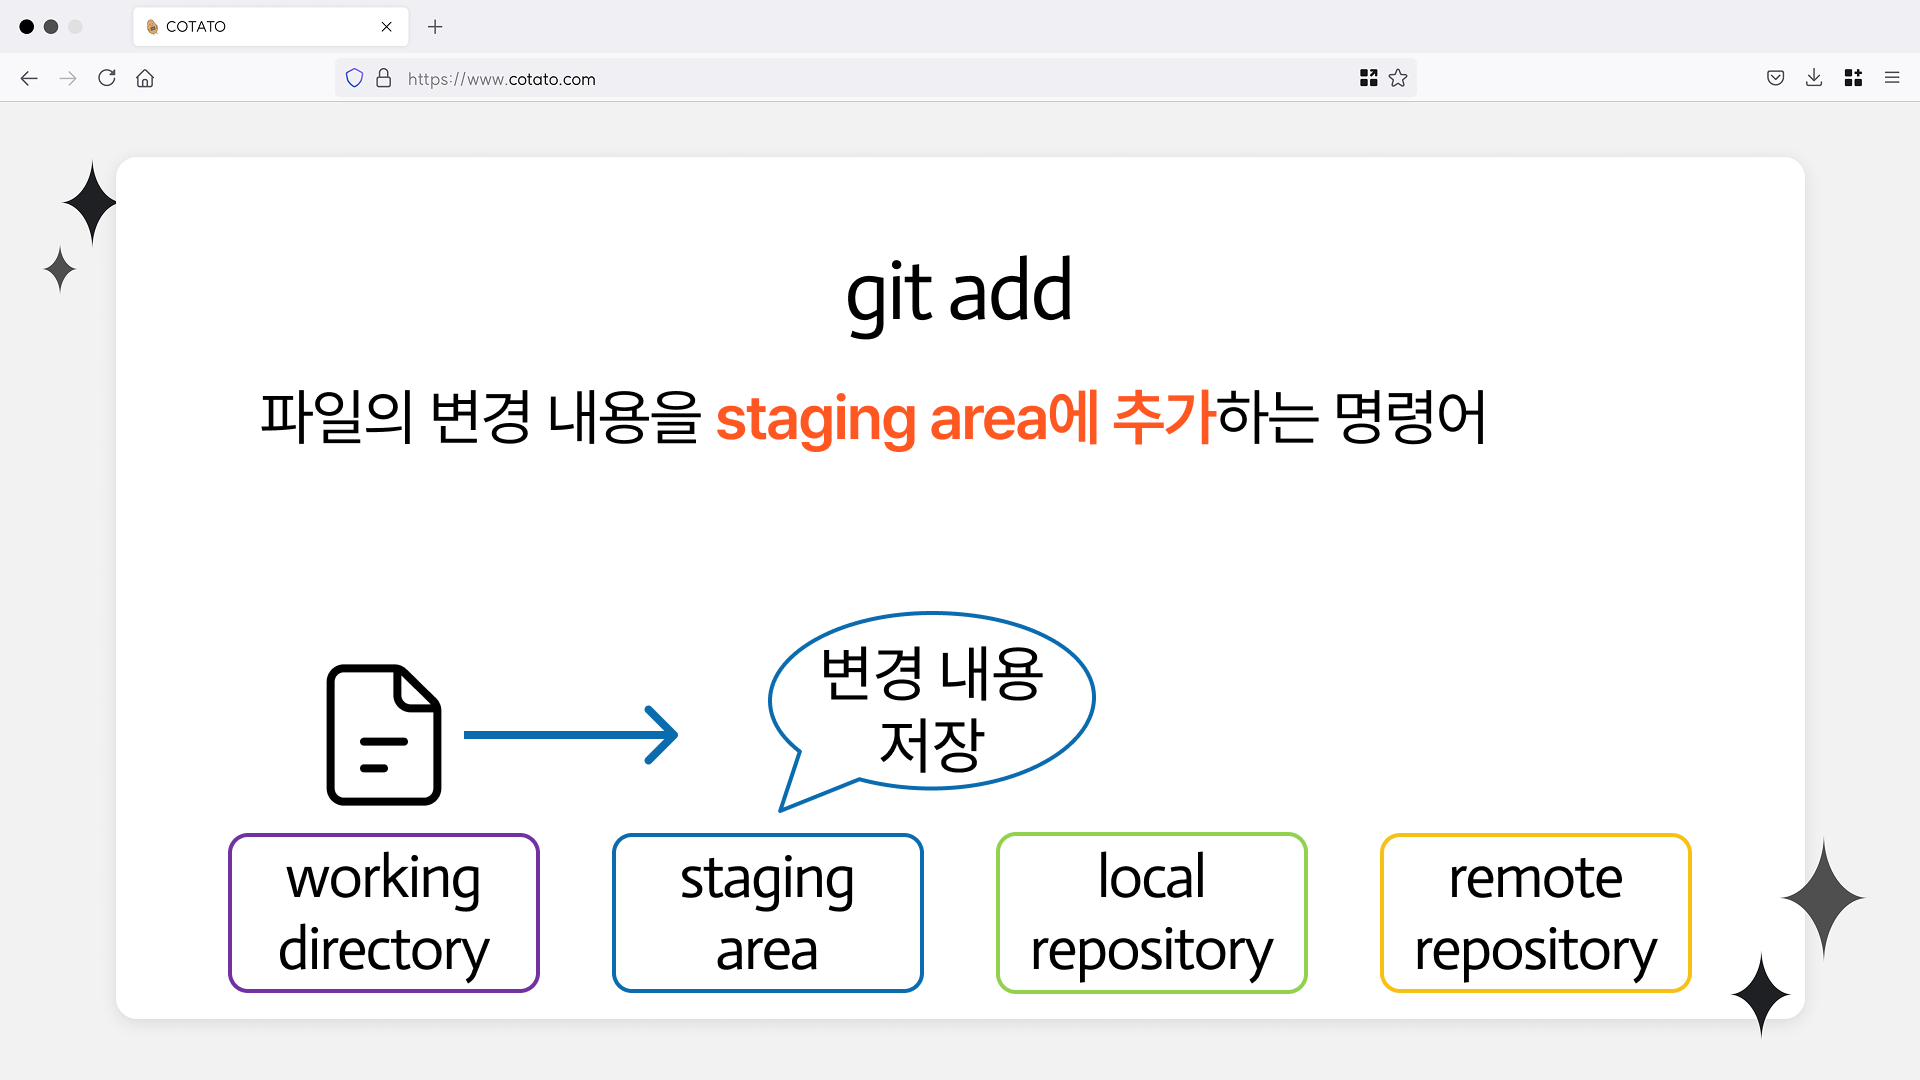 COTATO
https://www.cotato.com
git add
파일의 변경 내용을 staging area에 추가하는 명령어
변경 내용
저장
working
directory
staging
area
local
repository
remote
repository